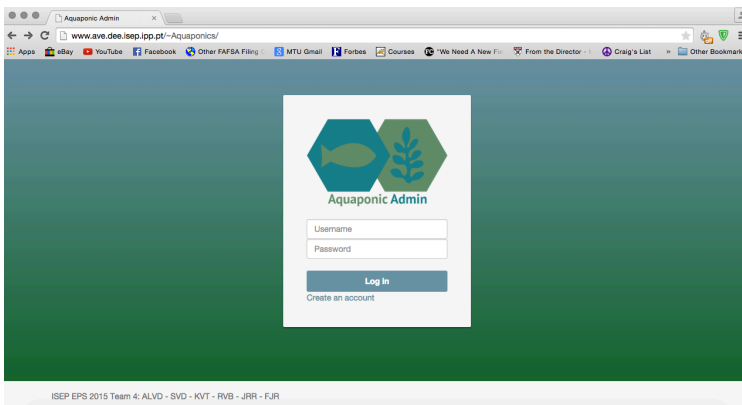 Aquaponic Admin
www.ave.dee.isep.ipp.pt/~Aquaponics/
Apps eBay YouTube Facebook Other FAFSA Filing MTU Gmail Forbes Courses "We Need A New From the Director - Craig's List » Other Bookmark
Aquaponic Admin
Username
Password
Log in
Create an account
ISEP EPS 2015 Team 4: ALVD - SVD - KVT - RVB - JRR - FJR